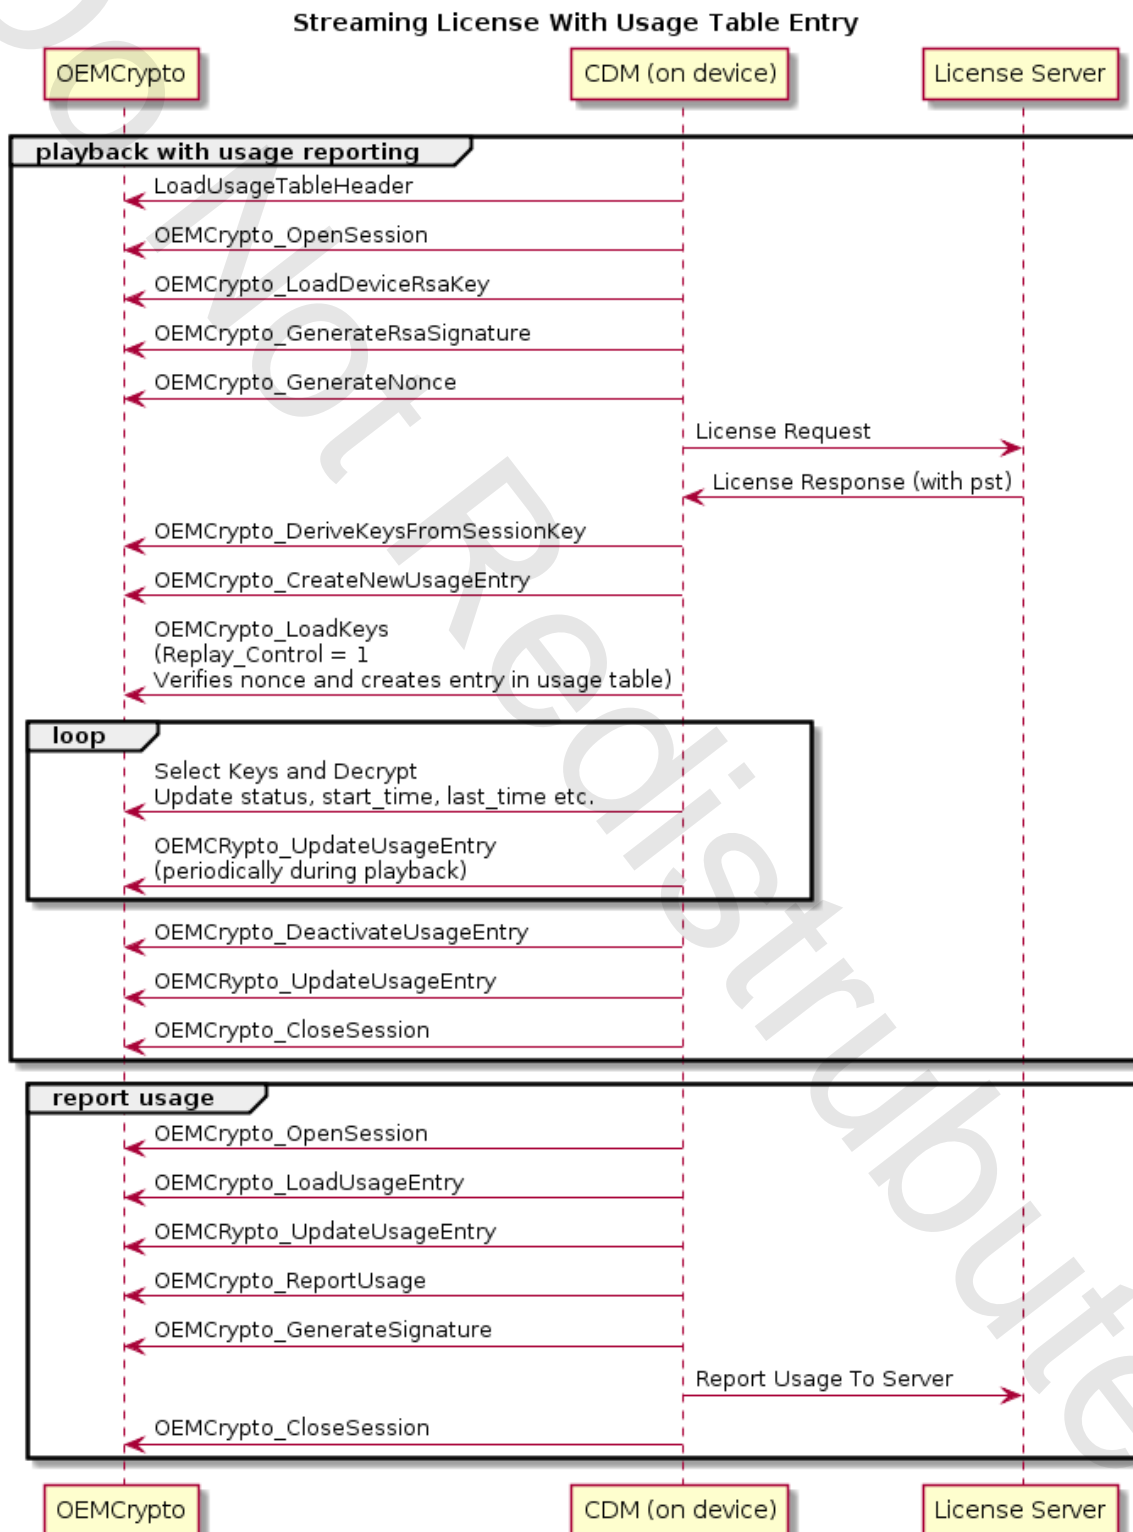 Streaming License With Usage Table Entry
OEMCrypto
CDM (on device)
License Server
playback with usage reporting
LoadUsageTableHeader
OEMCrypto_OpenSession
OEMCrypto_LoadDeviceRsaKey
OEMCrypto_GenerateRsaSignature
OEMCrypto_GenerateNonce
License Request
License Response (with pst)
OEMCrypto_DeriveKeysFromSessionKey
OEMCrypto_CreateNewUsageEntry
OEMCrypto_LoadKeys
(Replay_Control = 1
Verifies nonce and creates entry in usage table)
loop
Select Keys and Decrypt
Update status, start_time, last_time etc.
OEMCRypto_UpdateUsageEntry
(periodically during playback)
OEMCrypto_DeactivateUsageEntry
OEMCRypto_UpdateUsageEntry
OEMCrypto_CloseSession
report usage
OEMCrypto_OpenSession
OEMCrypto_LoadUsageEntry
OEMCRypto_UpdateUsageEntry
OEMCrypto_ReportUsage
OEMCrypto_GenerateSignature
Report Usage To Server
OEMCrypto_CloseSession
OEMCrypto
CDM (on device)
License Server
Do Not Redistrubute